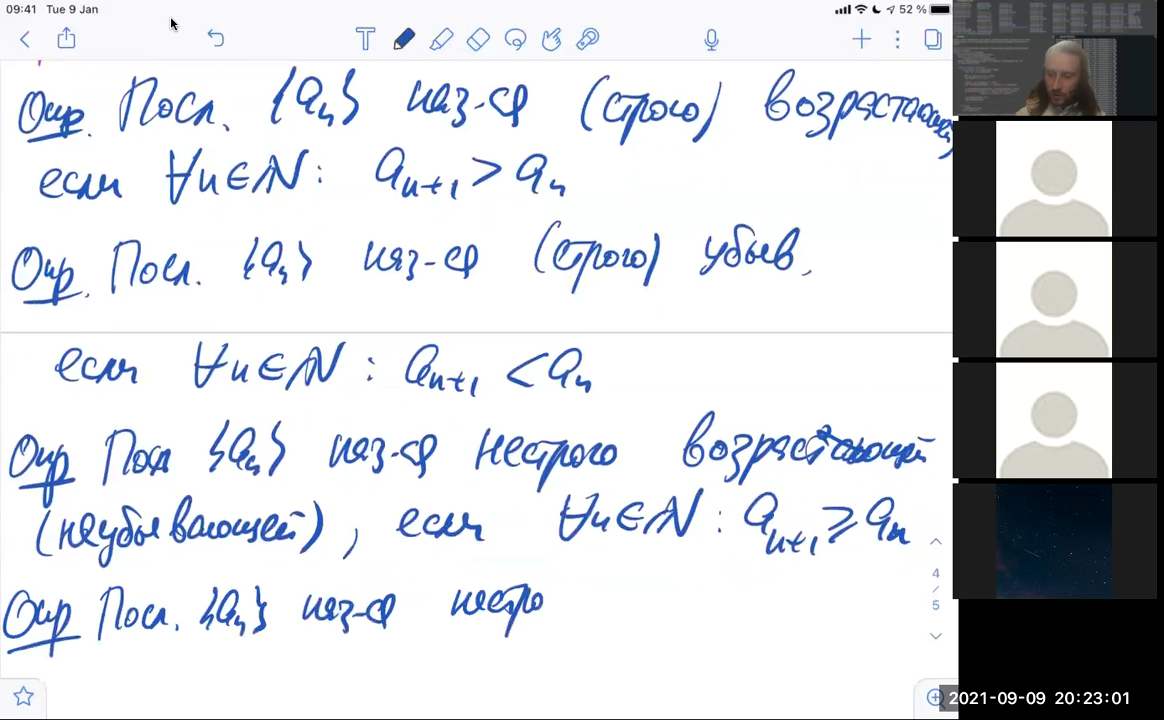 09:41 Tue 9 Jan
52 %
T
Опр. Посл. {aₙ} наз-ся (строго) возрастающей,
если ∀n∈ℕ: aₙ₊₁ > aₙ
Опр. Посл. {aₙ} наз-ся (строго) убыв.
если ∀n∈ℕ : aₙ₊₁ < aₙ
Опр Посл {aₙ} наз-ся нестрого возрастающей
(неубывающей), если ∀n∈ℕ : aₙ₊₁ ⩾ aₙ
Опр Посл. {aₙ} наз-ся нестро
4
/
5
2021-09-09 20:23:01